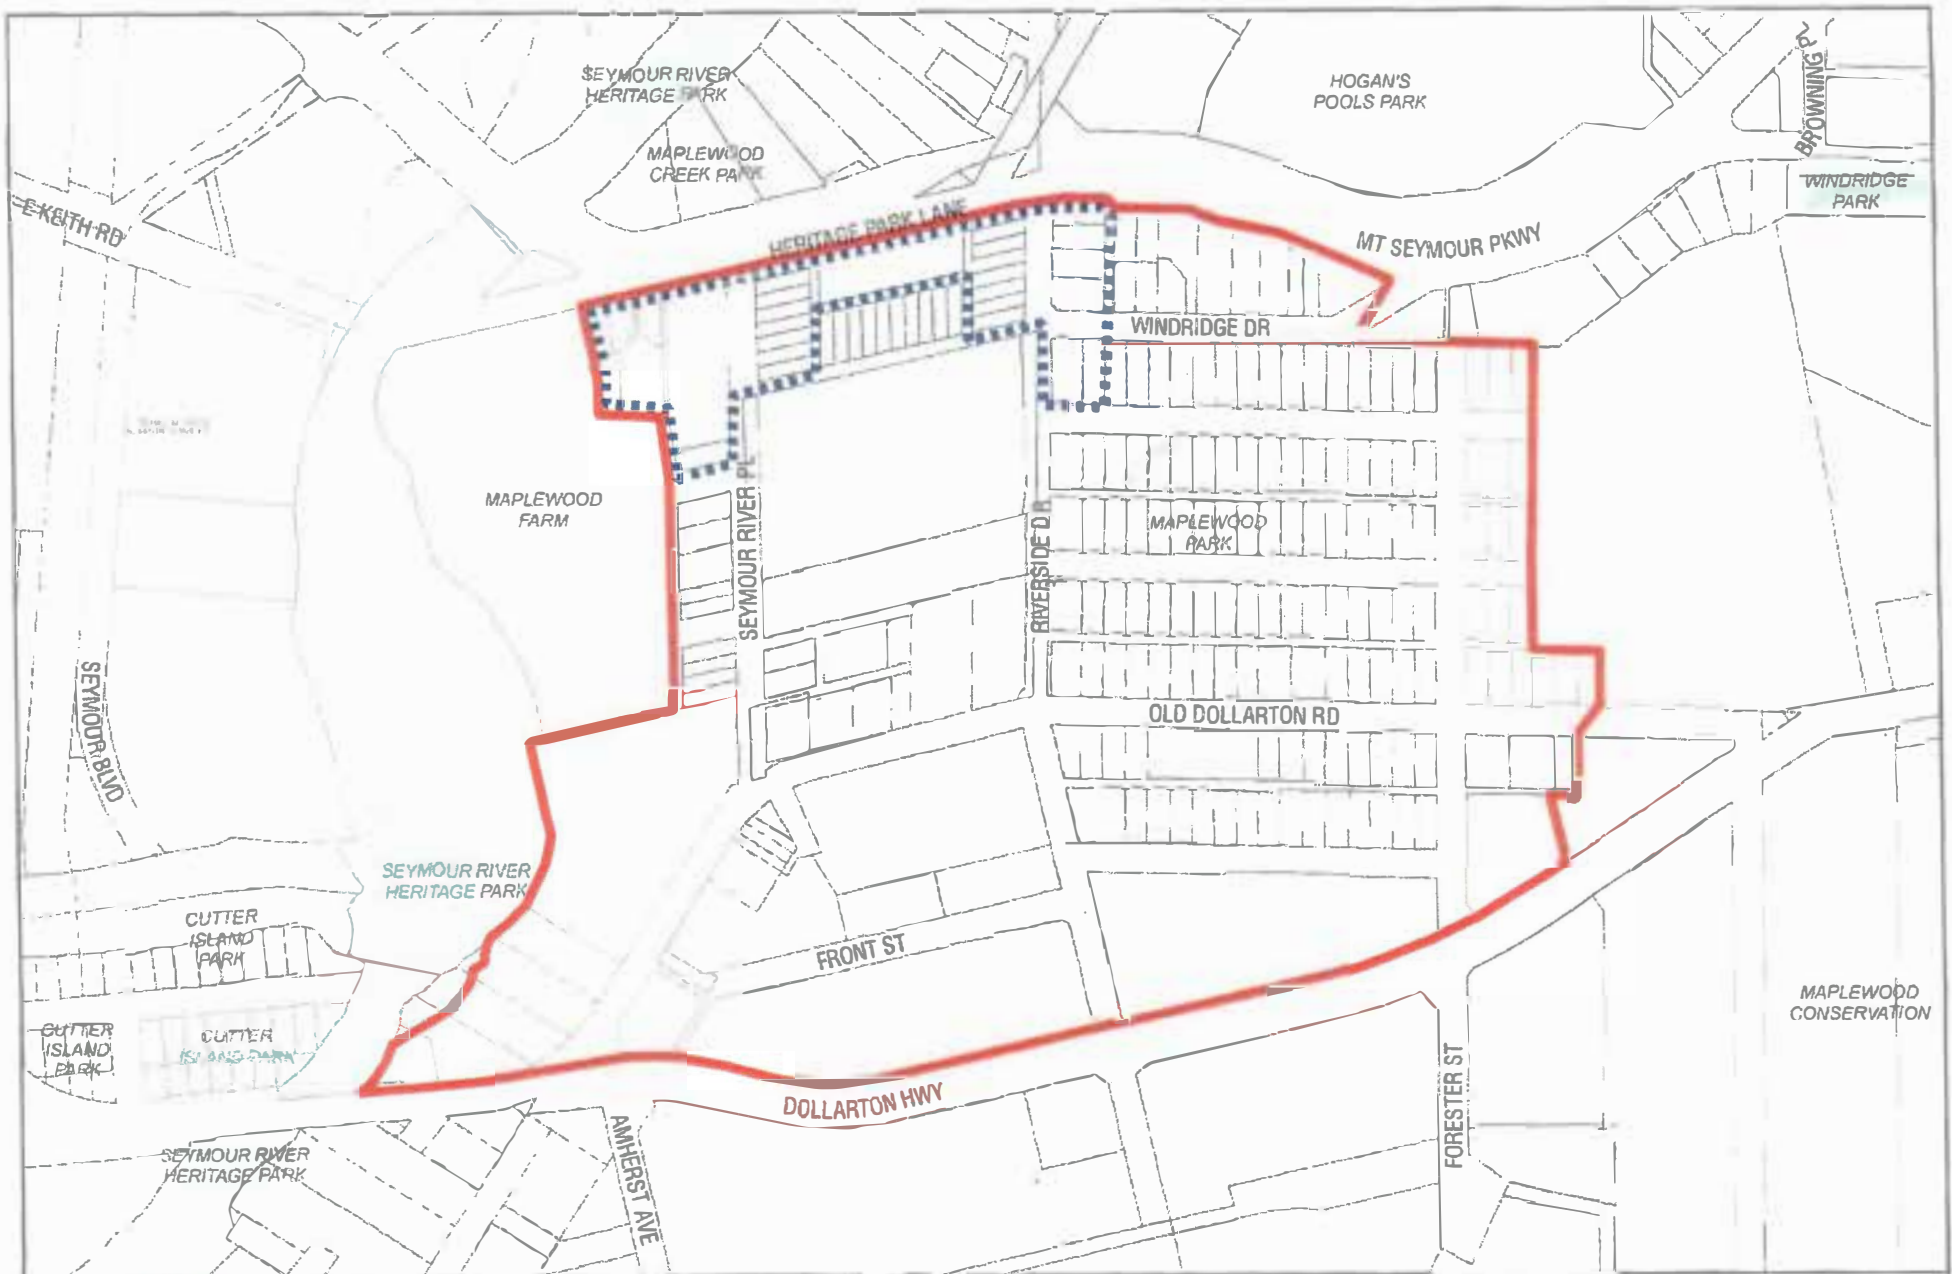 SEYMOUR RIVER
HERITAGE PARK
HOGAN'S
POOLS PARK
BROWNING PL
MAPLEWOOD
CREEK PARK
WINDRIDGE
PARK
E KEITH RD
HERITAGE PARK LANE
MT SEYMOUR PKWY
WINDRIDGE DR
MAPLEWOOD
FARM
SEYMOUR RIVER PL
RIVERSIDE DR
MAPLEWOOD
PARK
SEYMOUR BLVD
OLD DOLLARTON RD
SEYMOUR RIVER
HERITAGE PARK
CUTTER
ISLAND
PARK
FRONT ST
MAPLEWOOD
CONSERVATION
CUTTER
ISLAND
PARK
CUTTER
ISLAND PARK
DOLLARTON HWY
FORESTER ST
AMHERST AVE
SEYMOUR RIVER
HERITAGE PARK